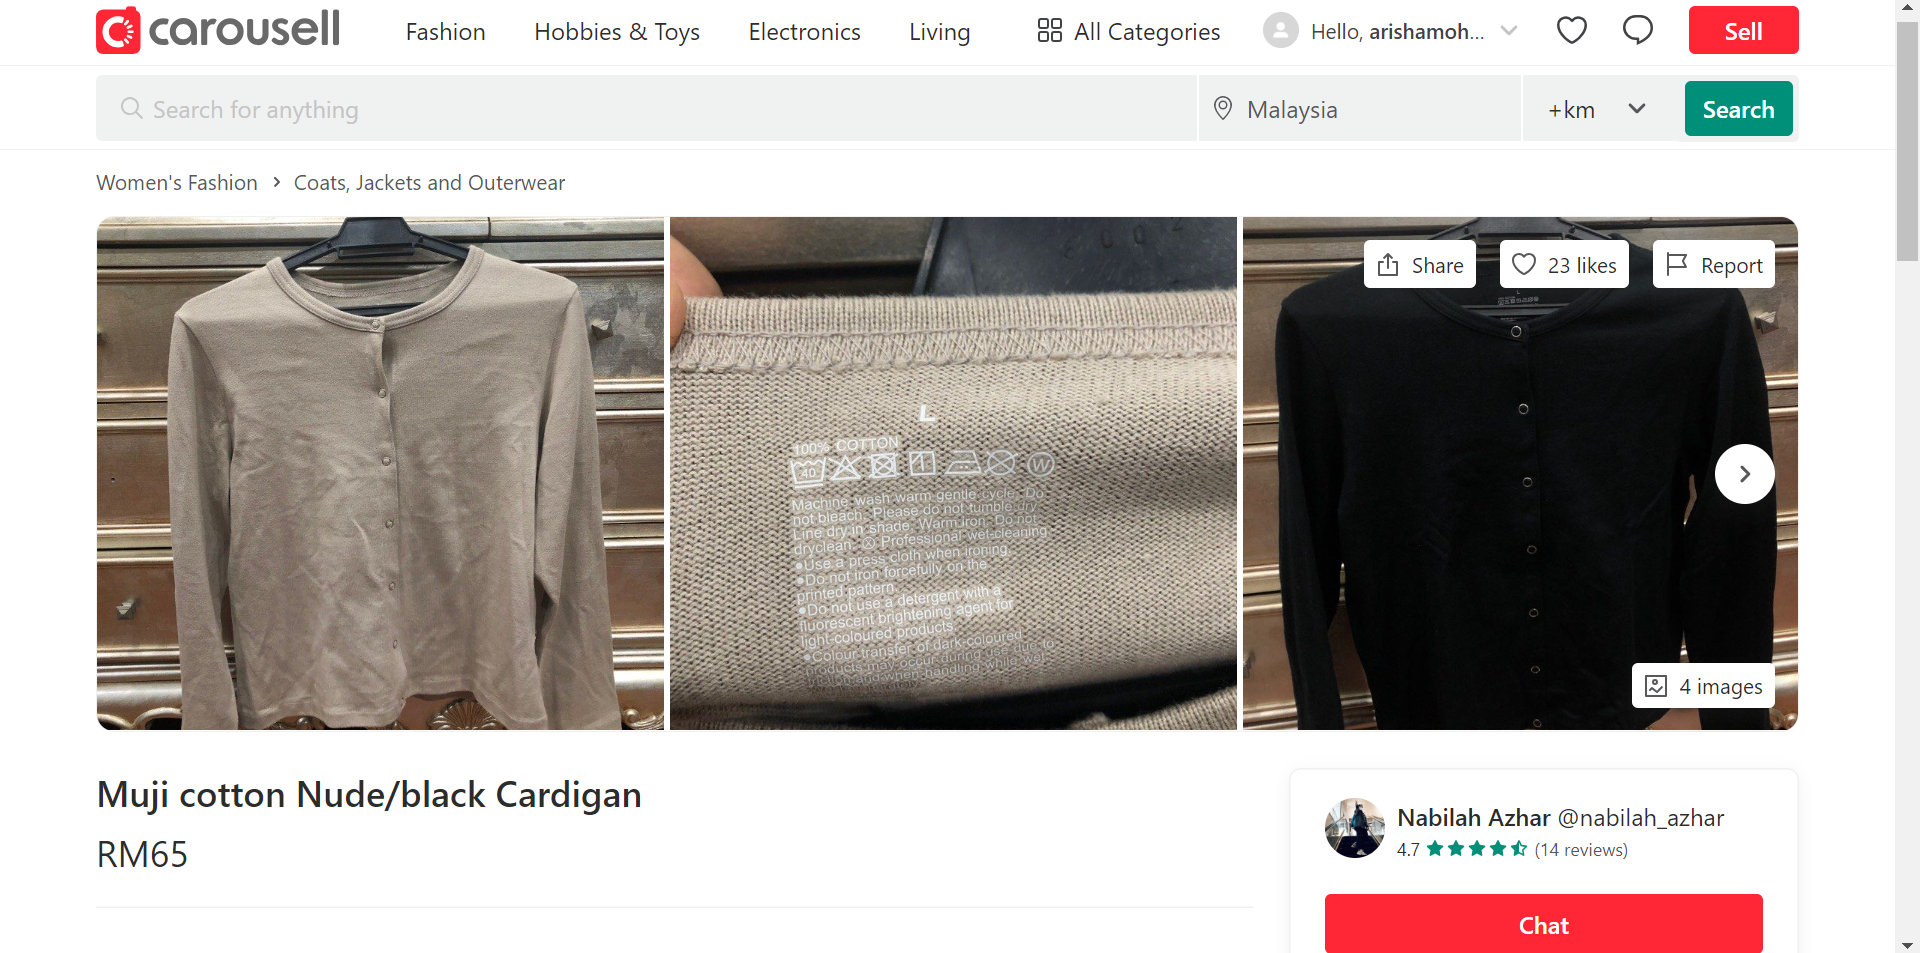 carousell
Fashion
Hobbies & Toys
Electronics
Living
All Categories
Hello, arishamoh...
Sell
Search for anything
Malaysia
+km
Search
Women's Fashion > Coats, Jackets and Outerwear
Share
23 likes
Report
L
100% COTTON
40
W
Machine wash warm gentle cycle. Do
not bleach. Please do not tumble dry
Line dry in shade. Warm iron. Do not
dryclean. Ⓦ Professional wet-cleaning
●Use a press cloth when ironing.
●Do not iron forcefully on the
printed pattern.
●Do not use a detergent with a
fluorescent brightening agent for
light-coloured products.
●Colour transfer of dark-coloured
products may occur during use due to
friction and when handling while wet
L
4 images
Muji cotton Nude/black Cardigan
RM65
Nabilah Azhar @nabilah_azhar
4.7 (14 reviews)
Chat